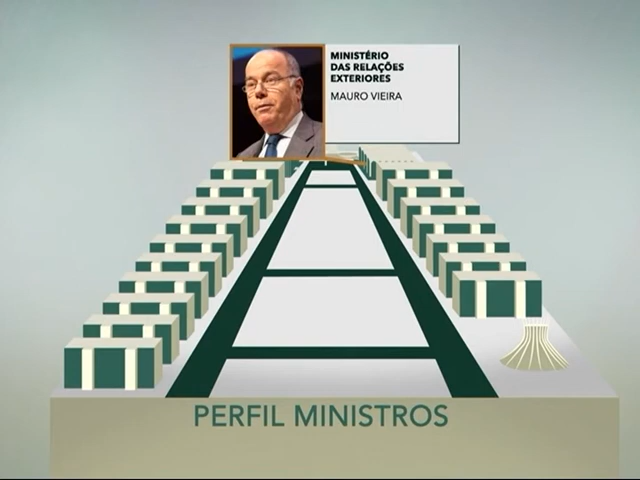 MINISTÉRIO
DAS RELAÇÕES
EXTERIORES
MAURO VIEIRA
PERFIL MINISTROS